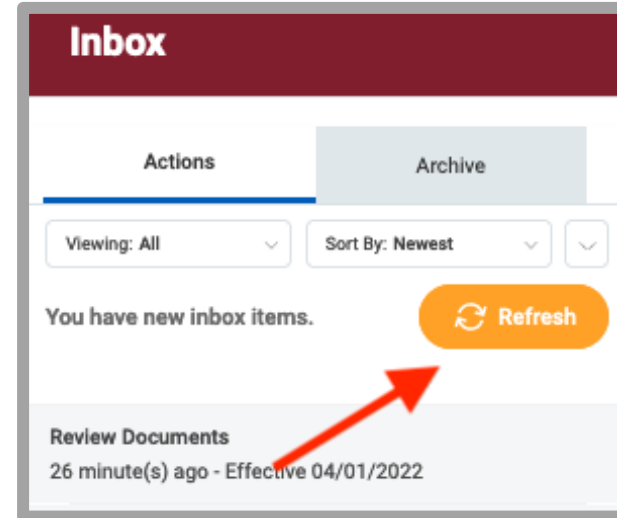 Inbox
Actions Archive
Viewing: All Sort By: Newest
You have new inbox items. Refresh
Review Documents
26 minute(s) ago - Effective 04/01/2022